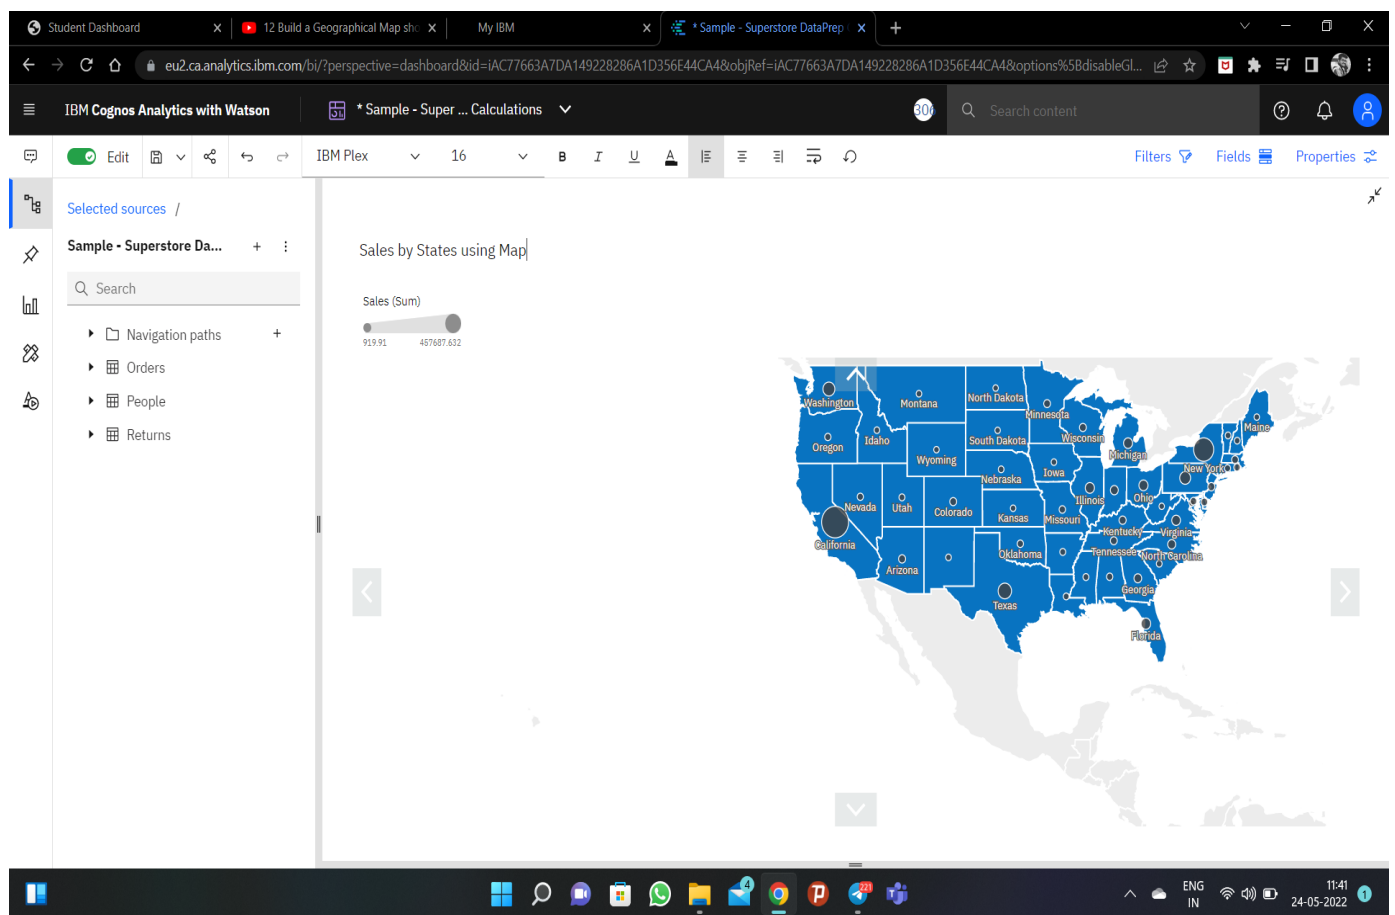 Student Dashboard
12 Build a Geographical Map sho
My IBM
* Sample - Superstore DataPrep
eu2.ca.analytics.ibm.com/bi/?perspective=dashboard&id=iAC77663A7DA149228286A1D356E44CA4&objRef=iAC77663A7DA149228286A1D356E44CA4&options%5BdisableGl...
IBM Cognos Analytics with Watson
* Sample - Super ... Calculations
Search content
Edit
IBM Plex
16
B I U A
Filters
Fields
Properties
Selected sources /
Sample - Superstore Da...
Search
Navigation paths
Orders
People
Returns
Sales by States using Map
Sales (Sum)
919.91
457687.632
Washington
Montana
North Dakota
Minnesota
Maine
Oregon
Idaho
South Dakota
Wisconsin
Wyoming
Michigan
New York
Nebraska
Iowa
Nevada
Utah
Colorado
Kansas
Missouri
Illinois
Ohio
Kentucky
Virginia
California
Arizona
Oklahoma
Tennessee
North Carolina
Texas
Georgia
Florida
4
221
ENG
IN
11:41
24-05-2022
1